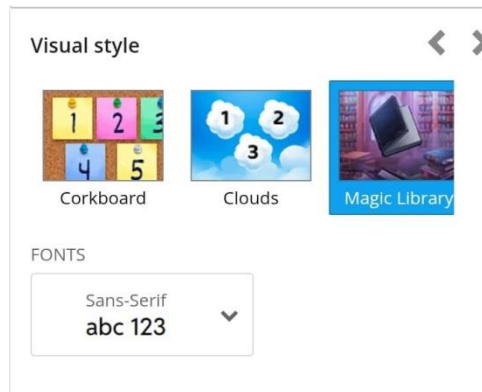 Visual style
1 2 3
4 5
1 2
3
Corkboard
Clouds
Magic Library
FONTS
Sans-Serif
abc 123